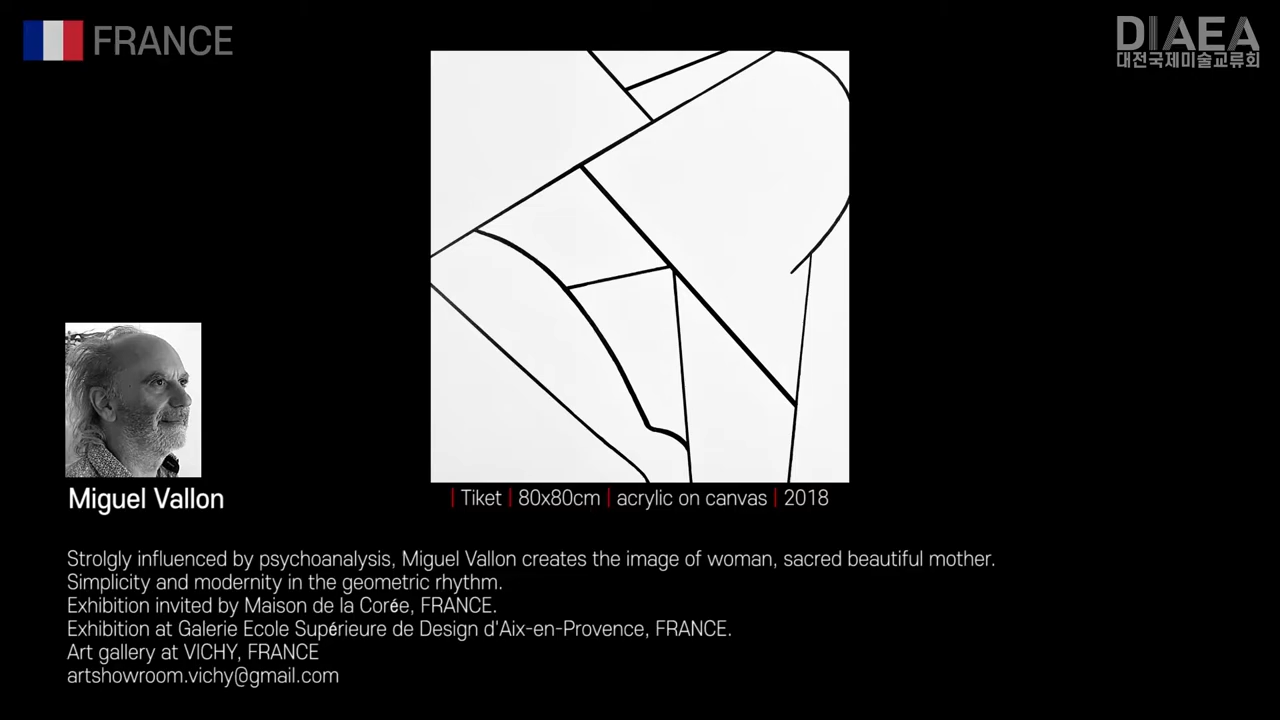 FRANCE
DIAEA
대전국제미술교류회
Miguel Vallon
| Tiket | 80x80cm | acrylic on canvas | 2018
Strolgly influenced by psychoanalysis, Miguel Vallon creates the image of woman, sacred beautiful mother.
Simplicity and modernity in the geometric rhythm.
Exhibition invited by Maison de la Corée, FRANCE.
Exhibition at Galerie Ecole Supérieure de Design d'Aix-en-Provence, FRANCE.
Art gallery at VICHY, FRANCE
artshowroom.vichy@gmail.com